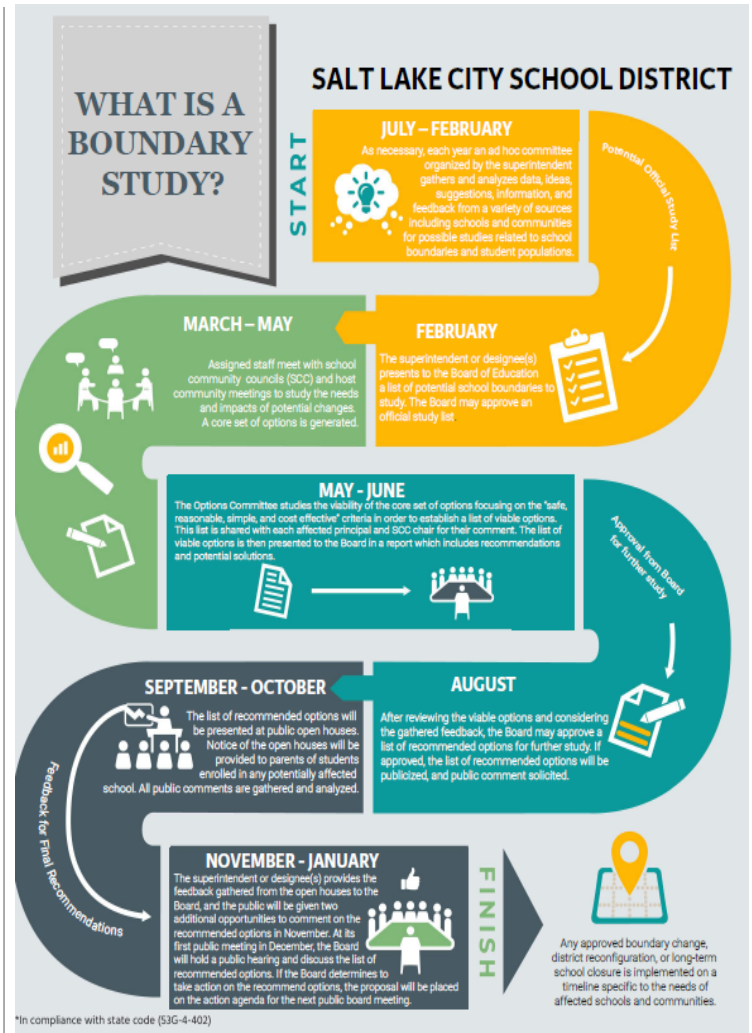 WHAT IS A
BOUNDARY
STUDY?
SALT LAKE CITY SCHOOL DISTRICT
START
JULY – FEBRUARY
As necessary, each year an ad hoc committee
organized by the superintendent
gathers and analyzes data, ideas,
suggestions, information, and
feedback from a variety of sources
including schools and communities
for possible studies related to school
boundaries and student populations.
Potential Official Study List
FEBRUARY
The superintendent or designee(s)
presents to the Board of Education
a list of potential school boundaries to
study. The Board may approve an
official study list.
MARCH – MAY
Assigned staff meet with school
community councils (SCC) and host
community meetings to study the needs
and impacts of potential changes.
A core set of options is generated.
MAY - JUNE
The Options Committee studies the viability of the core set of options focusing on the "safe,
reasonable, simple, and cost effective" criteria in order to establish a list of viable options.
This list is shared with each affected principal and SCC chair for their comment. The list of
viable options is then presented to the Board in a report which includes recommendations
and potential solutions.
Approval from Board
for further study
AUGUST
After reviewing the viable options and considering
the gathered feedback, the Board may approve a
list of recommended options for further study. If
approved, the list of recommended options will be
publicized, and public comment solicited.
SEPTEMBER - OCTOBER
The list of recommended options will
be presented at public open houses.
Notice of the open houses will be
provided to parents of students
enrolled in any potentially affected
school. All public comments are gathered and analyzed.
Feedback for Final Recommendations
NOVEMBER - JANUARY
The superintendent or designee(s) provides the
feedback gathered from the open houses to the
Board, and the public will be given two
additional opportunities to comment on the
recommended options in November. At its
first public meeting in December, the Board
will hold a public hearing and discuss the list of
recommended options. If the Board determines to
take action on the recommend options, the proposal will be placed
on the action agenda for the next public board meeting.
FINISH
Any approved boundary change,
district reconfiguration, or long-term
school closure is implemented on a
timeline specific to the needs of
affected schools and communities.
*In compliance with state code (53G-4-402)